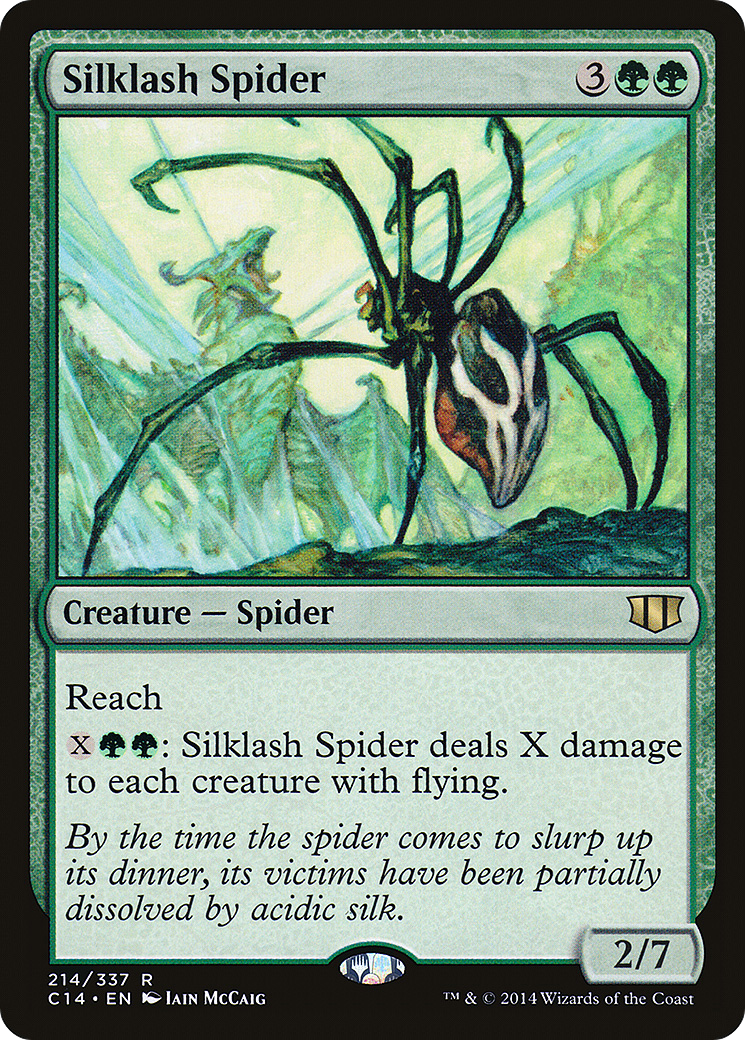 Silklash Spider 3
Creature — Spider
Reach
X: Silklash Spider deals X damage
to each creature with flying.
By the time the spider comes to slurp up
its dinner, its victims have been partially
dissolved by acidic silk.
2/7
214/337 R
C14 • EN Iain McCaig
™ & © 2014 Wizards of the Coast